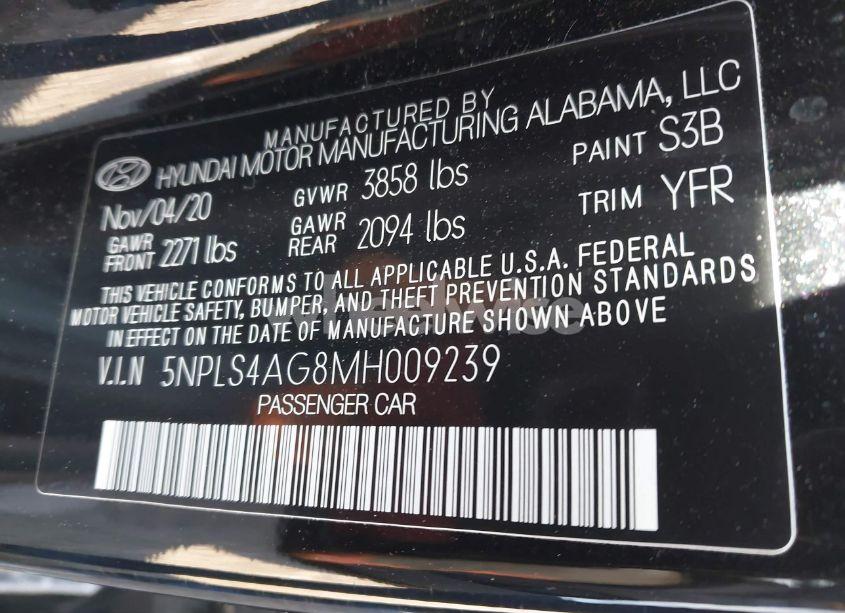 MANUFACTURED BY
HYUNDAI MOTOR MANUFACTURING ALABAMA, LLC
Nov/04/20 GVWR 3858 lbs PAINT S3B
GAWR FRONT 2271 lbs GAWR REAR 2094 lbs TRIM YFR
THIS VEHICLE CONFORMS TO ALL APPLICABLE U.S.A. FEDERAL
MOTOR VEHICLE SAFETY, BUMPER, AND THEFT PREVENTION STANDARDS
IN EFFECT ON THE DATE OF MANUFACTURE SHOWN ABOVE
V.I.N 5NPLS4AG8MH009239
PASSENGER CAR